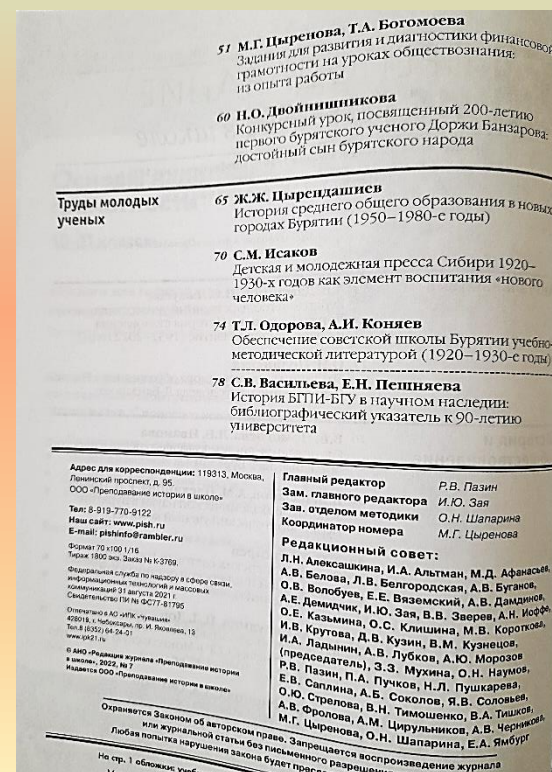 51 М.Г. Цыренова, Т.А. Богомоева
Задания для развития и диагностики финансовой
грамотности на уроках обществознания:
из опыта работы
60 Н.О. Двойнишникова
Конкурсный урок, посвященный 200-летию
первого бурятского ученого Доржи Банзарова:
достойный сын бурятского народа
Труды молодых
ученых
65 Ж.Ж. Цырендашиев
История среднего общего образования в новых
городах Бурятии (1950–1980-е годы)
70 С.М. Исаков
Детская и молодежная пресса Сибири 1920–
1930-х годов как элемент воспитания «нового
человека»
74 Т.Л. Одорова, А.И. Коняев
Обеспечение советской школы Бурятии учебно-
методической литературой (1920–1930-е годы)
78 С.В. Васильева, Е.Н. Пешняева
История БГПИ-БГУ в научном наследии:
библиографический указатель к 90-летию
университета
Адрес для корреспонденции: 119313, Москва,
Ленинский проспект, д. 95.
ООО «Преподавание истории в школе»
Тел: 8-919-770-9122
Наш сайт: www.pish.ru
E-mail: pishinfo@rambler.ru
Формат 70 х100 1/16
Тираж 1800 экз. Заказ № К-3769.
Федеральная служба по надзору в сфере связи,
информационных технологий и массовых
коммуникаций 31 августа 2021 г.
Свидетельство ПИ № ФС77-81795
Отпечатано в АО «ИПК «Чувашия»
428019, г. Чебоксары, пр. И. Яковлева, 13
Тел.8 (8352) 64-24-01
www.ipk21.ru
© АНО «Редакция журнала «Преподавание истории
в школе», 2022, № 7
Издается ООО «Преподавание истории в школе»
Главный редактор Р.В. Пазин
Зам. главного редактора И.Ю. Зая
Зав. отделом методики О.Н. Шапарина
Координатор номера М.Г. Цыренова
Редакционный совет:
Л.Н. Алексашкина, И.А. Альтман, М.Д. Афанасьев,
А.В. Белова, Л.В. Белгородская, А.В. Буганов,
О.В. Волобуев, Е.Е. Вяземский, А.В. Дамдинов,
А.Е. Демидчик, И.Ю. Зая, В.В. Зверев, А.Н. Иоффе,
О.Е. Казьмина, О.С. Клишина, М.В. Короткова,
И.В. Крутова, Д.В. Кузин, В.М. Кузнецов,
И.А. Ладынин, А.В. Лубков, А.Ю. Морозов
(председатель), З.З. Мухина, О.Н. Наумов,
Р.В. Пазин, П.А. Пучков, Н.Л. Пушкарева,
Е.В. Саплина, А.Б. Соколов, Я.В. Соловьев,
О.Ю. Стрелова, В.Н. Тимошенко, В.А. Тишков,
А.В. Фролова, А.М. Цирульников, А.В. Черников
М.Г. Цыренова, О.Н. Шапарина, Е.А. Ямбург
Охраняется Законом об авторском праве. Запрещается воспроизведение журнала
или журнальной статьи без письменного разрешения
Любая попытка нарушения закона будет
На стр. 1 обложки: